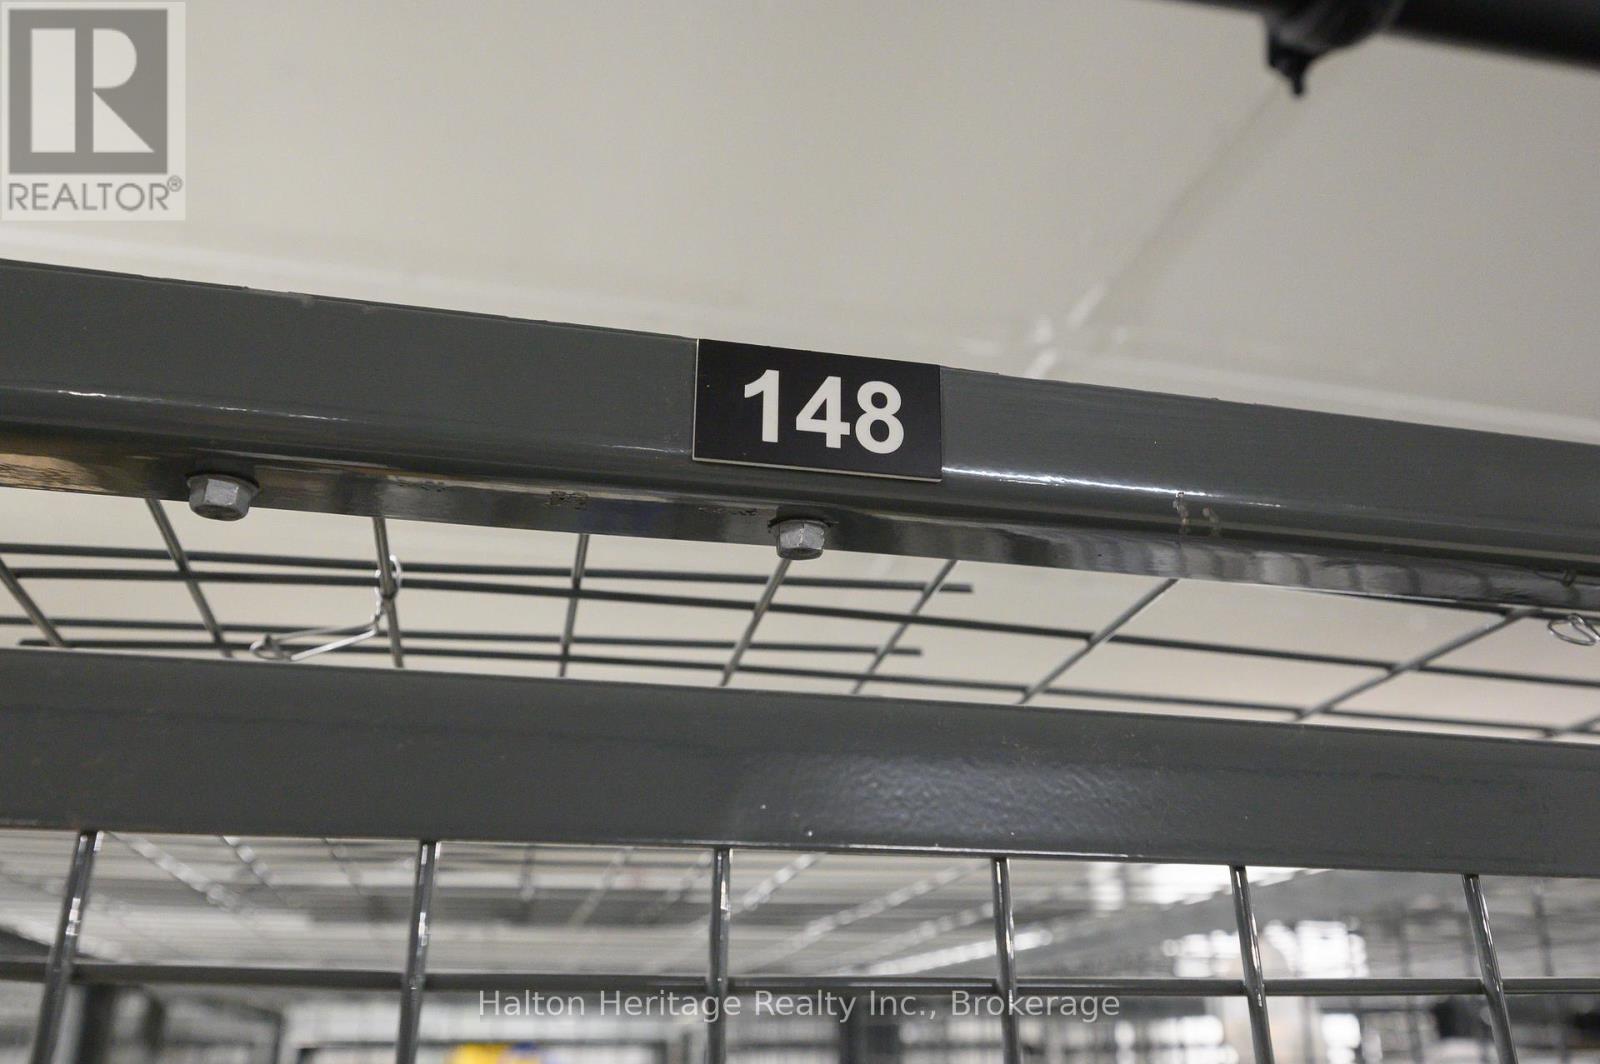 REALTOR®
148
Halton Heritage Realty Inc., Brokerage